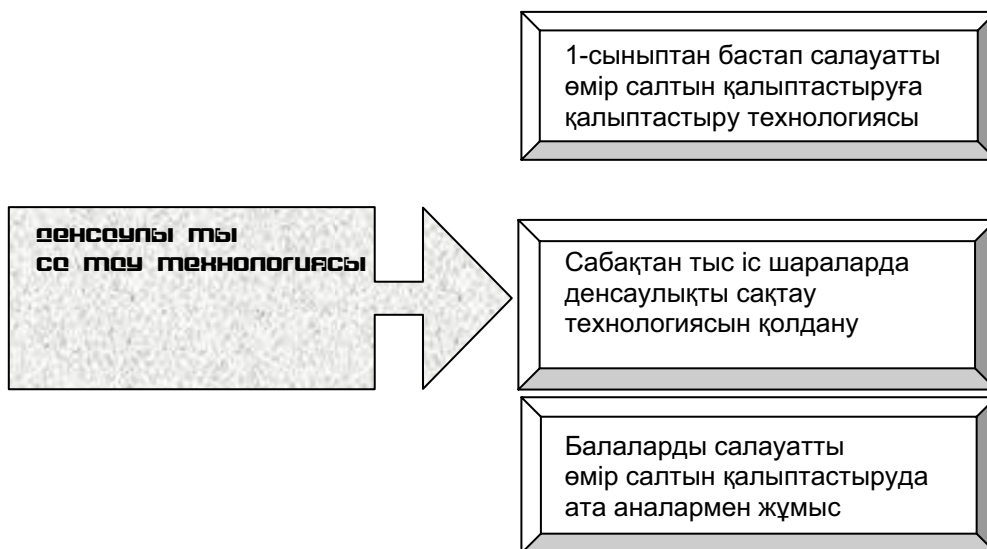 1-сыныптан бастап салауатты
өмір салтын қалыптастыруға
қалыптастыру технологиясы
денсаулы ты
са тау технологиясы
Сабақтан тыс іс шараларда
денсаулықты сақтау
технологиясын қолдану
Балаларды салауатты
өмір салтын қалыптастыруда
ата аналармен жұмыс